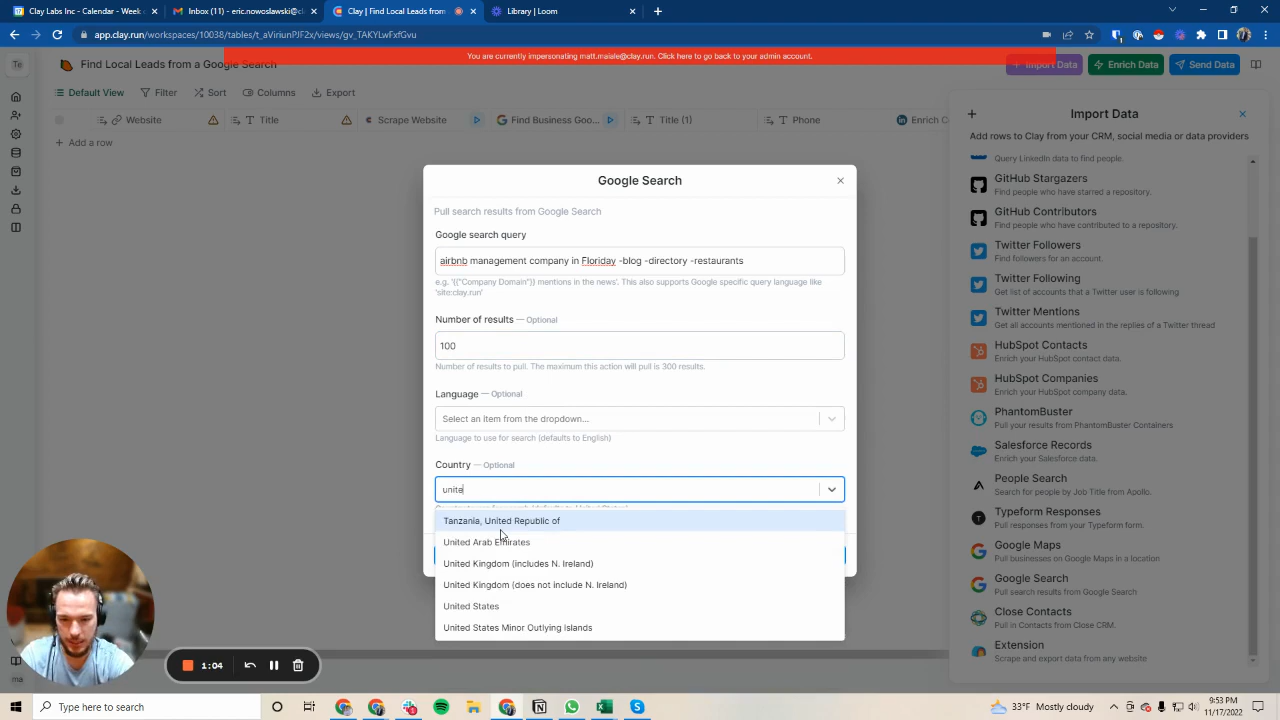 Clay Labs Inc. - Calendar - Week
Mission Control | eric.nowoslawski@cl
Clay | Find Local Leads from
Library | Loom
app.clay.run/workspaces/10038/tables/t_aViriunPJF2x/views/gv_TAKYLwFxfGvu
You are currently impersonating matt.maiale@clay.run. Click here to go back to your admin account.
Find Local Leads from a Google Search
Import Data
Enrich Data
Send Data
Default View
Filter
Sort
Columns
Export
Website
Title
Scrape Website
Find Business Goo...
Title (1)
Phone
Enrich C
+ Add a row
Import Data
Add rows to Clay from your CRM, social media or data providers
Query LinkedIn data to find people.
GitHub Stargazers
Find people who have starred a repository.
GitHub Contributors
Find people who have contributed to a repository.
Twitter Followers
Find followers for an account.
Twitter Following
Get list of accounts that a Twitter user is following
Twitter Mentions
Get all accounts mentioned in the replies of a Twitter thread
HubSpot Contacts
Enrich your HubSpot contact data.
HubSpot Companies
Enrich your HubSpot company data.
PhantomBuster
Pull your results from PhantomBuster Containers
Salesforce Records
Enrich your Salesforce data.
People Search
Search for people by Job Title from Apollo.
Typeform Responses
Pull responses from your Typeform.
Google Maps
Pull businesses on Google Maps in a location
Google Search
Pull search results from Google Search
Close Contacts
Pull in Contacts from Close CRM.
Extension
Scrape and export data from any website
Google Search
Pull search results from Google Search
Google search query
airbnb management company in Floriday -blog -directory -restaurants
e.g. '{{"Company Domain"}} mentions in the news'. This also supports Google specific query language like
'site:clay.run'
Number of results — Optional
100
Number of results to pull. The maximum this action will pull is 300 results.
Language — Optional
Select an item from the dropdown...
Language to use for search (defaults to English)
Country — Optional
unite
Tanzania, United Republic of
United Arab Emirates
United Kingdom (includes N. Ireland)
United Kingdom (does not include N. Ireland)
United States
United States Minor Outlying Islands
ma
1:04
Type here to search
33°F Mostly cloudy
9:53 PM
11/17/2022